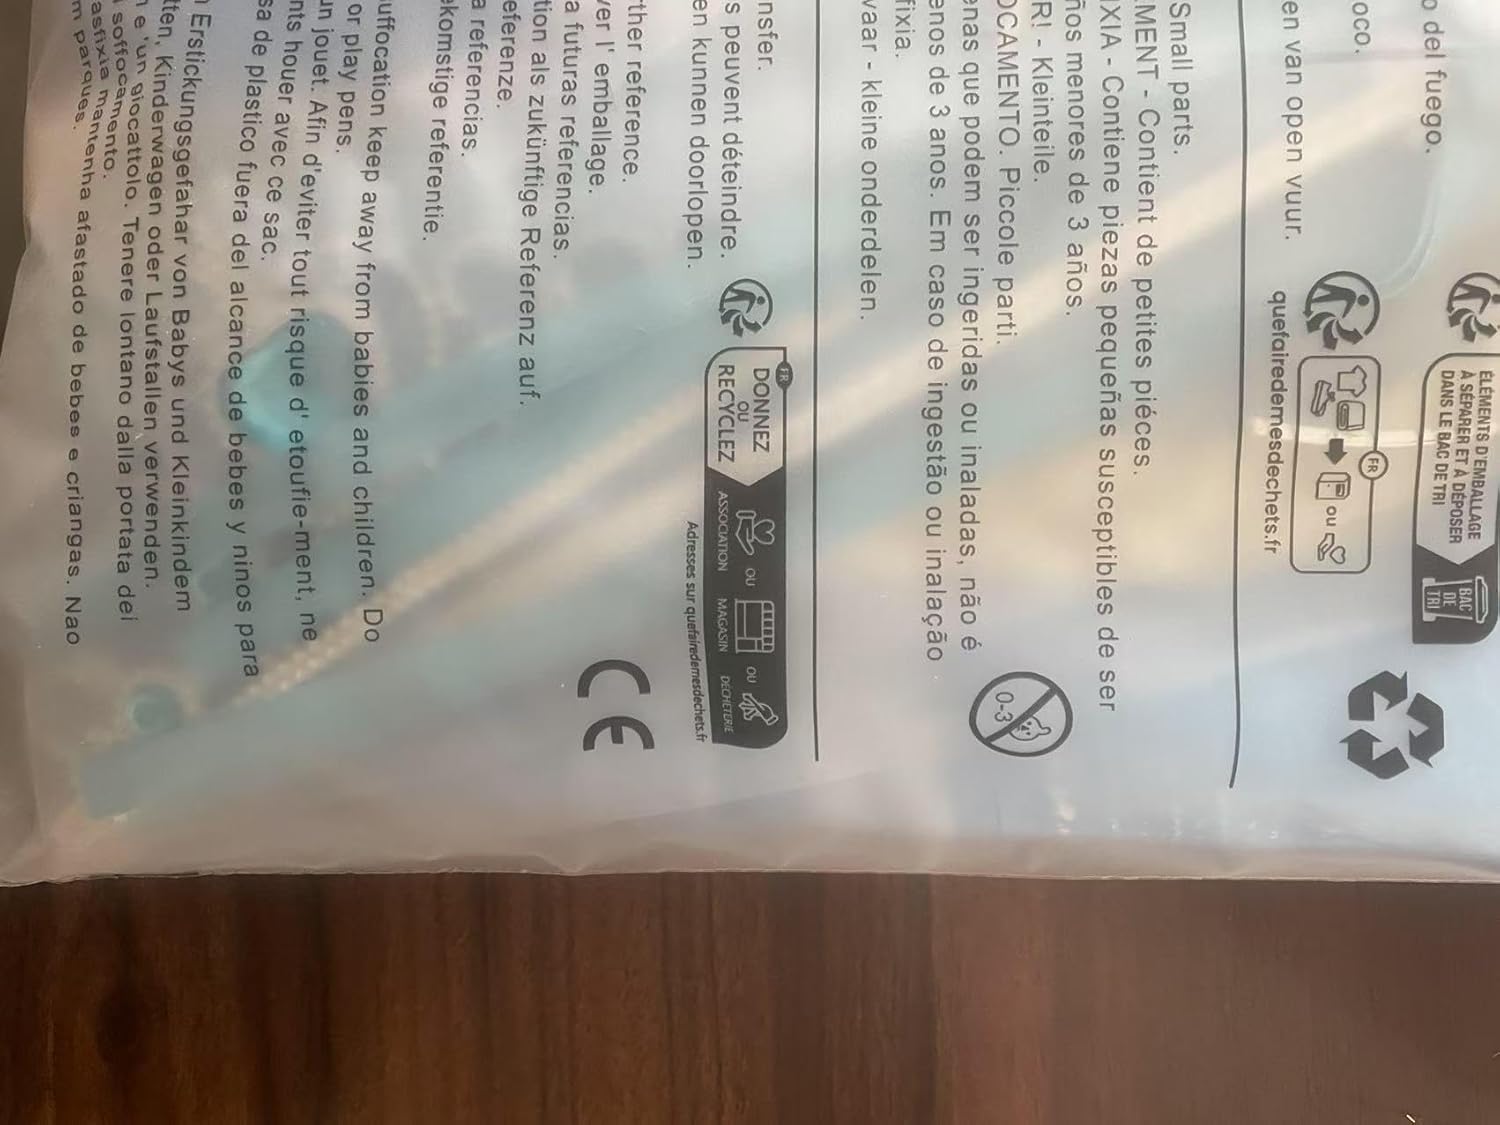 o del fuego.
ÉLÉMENTS D'EMBALLAGE
À SÉPARER ET À DÉPOSER
DANS LE BAC DE TRI
BAC
DE
TRI
oco.
en van open vuur.
FR
ou
quefairedemesdechets.fr
Small parts.
EMENT - Contient de petites piéces.
IXIA - Contiene piezas pequeñas susceptibles de ser
ños menores de 3 años.
R! - Kleinteile.
OCAMENTO. Piccole parti.
enas que podem ser ingeridas ou inaladas, não é
enos de 3 anos. Em caso de ingestão ou inalação
fixia.
vaar - kleine onderdelen.
0-3
nsfer.
s peuvent déteindre.
en kunnen doorlopen.
FR
DONNEZ
OU
RECYCLEZ
ASSOCIATION
OU
MAGASIN
OU
DÉCHÈTERIE
Adresses sur quefairedemesdechets.fr
ther reference.
ver l' emballage.
a futuras referencias.
tion als zukünftige Referenz auf.
eferenze.
a referencias.
ekomstige referentie.
CE
uffocation keep away from babies and children. Do
or play pens.
un jouet. Afin d'eviter tout risque d' etoufie-ment, ne
nts houer avec ce sac.
sa de plastico fuera del alcance de bebes y ninos para
Erstickungsgefahar von Babys und Kleinkindem
tten, Kinderwagen oder Laufstallen verwenden.
e 'un giocattolo. Tenere lontano dalla portata dei
soffocamento.
asfixia mantenha afastado de bebes e criangas. Nao
m parques.